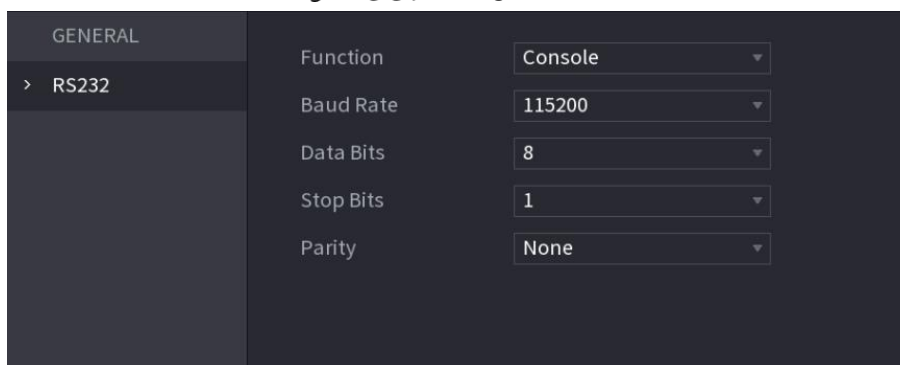 GENERAL
> RS232
Function Console
Baud Rate 115200
Data Bits 8
Stop Bits 1
Parity None